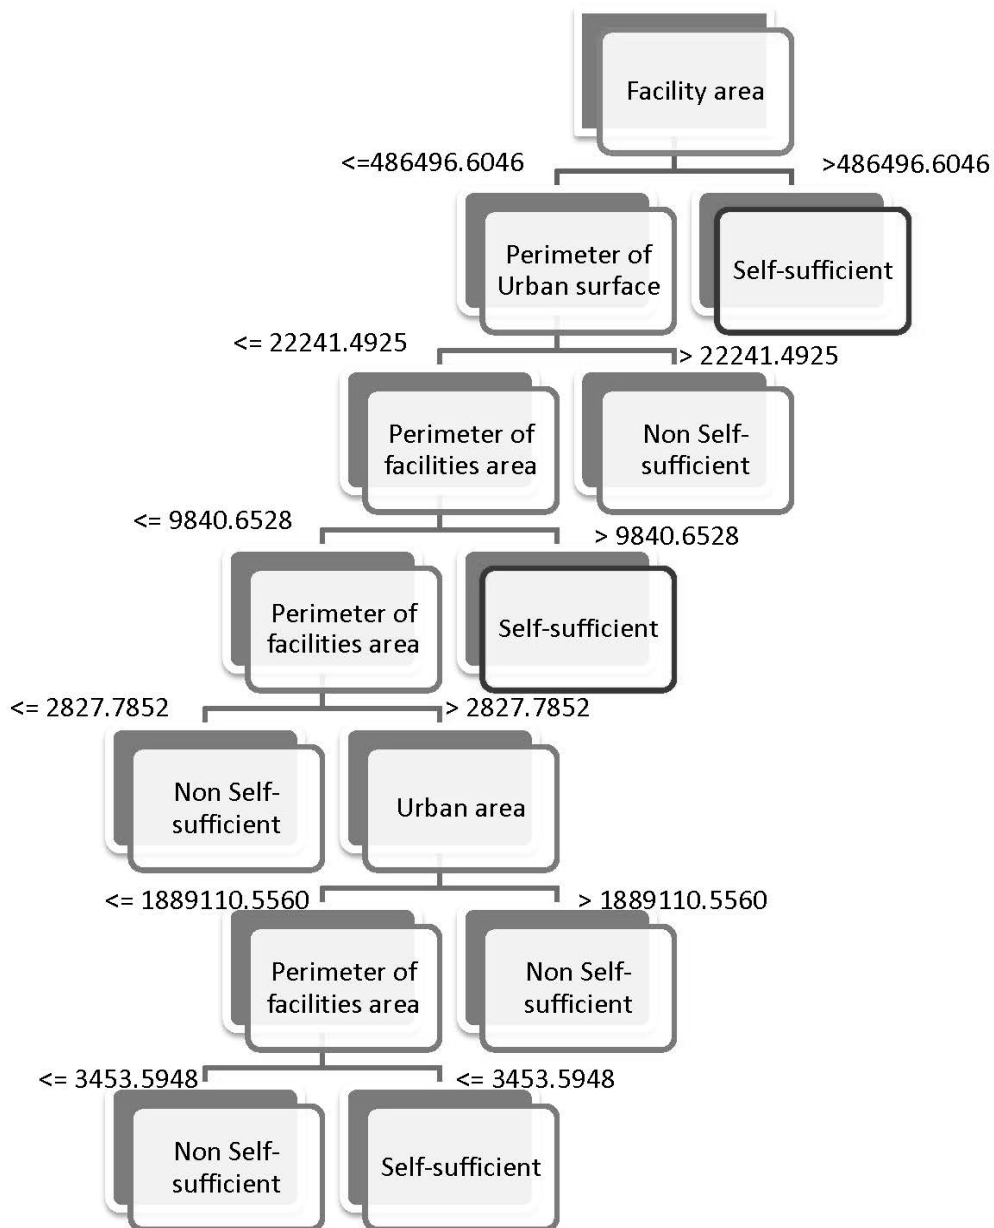 Facility area
<=486496.6046
>486496.6046
Perimeter of
Urban surface
Self-sufficient
<= 22241.4925
> 22241.4925
Perimeter of
facilities area
Non Self-
sufficient
<= 9840.6528
> 9840.6528
Perimeter of
facilities area
Self-sufficient
<= 2827.7852
> 2827.7852
Non Self-
sufficient
Urban area
<= 1889110.5560
> 1889110.5560
Perimeter of
facilities area
Non Self-
sufficient
<= 3453.5948
<= 3453.5948
Non Self-
sufficient
Self-sufficient